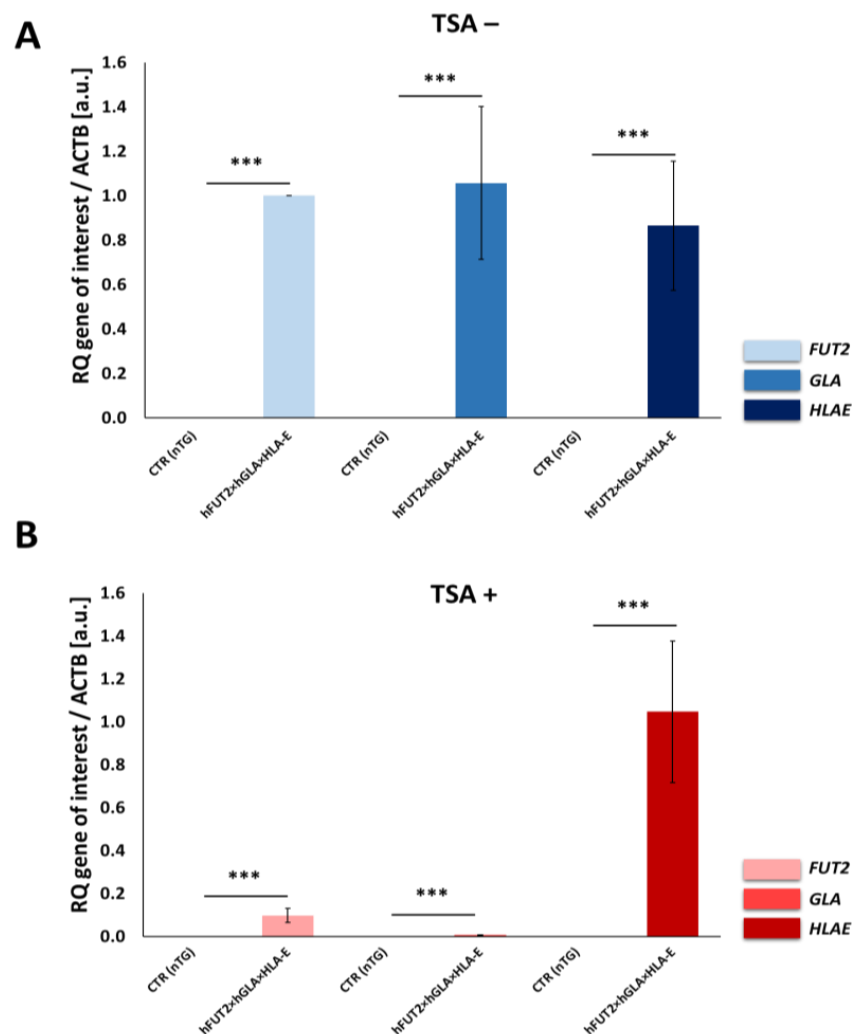 A
TSA –
RQ gene of interest / ACTB [a.u.]
1.6
1.4
1.2
1.0
0.8
0.6
0.4
0.2
0.0
***
***
***
CTR (nTG)
hFUT2×hGLA×HLA-E
CTR (nTG)
hFUT2×hGLA×HLA-E
CTR (nTG)
hFUT2×hGLA×HLA-E
FUT2
GLA
HLAE
B
TSA +
RQ gene of interest / ACTB [a.u.]
1.6
1.4
1.2
1.0
0.8
0.6
0.4
0.2
0.0
***
***
***
CTR (nTG)
hFUT2×hGLA×HLA-E
CTR (nTG)
hFUT2×hGLA×HLA-E
CTR (nTG)
hFUT2×hGLA×HLA-E
FUT2
GLA
HLAE